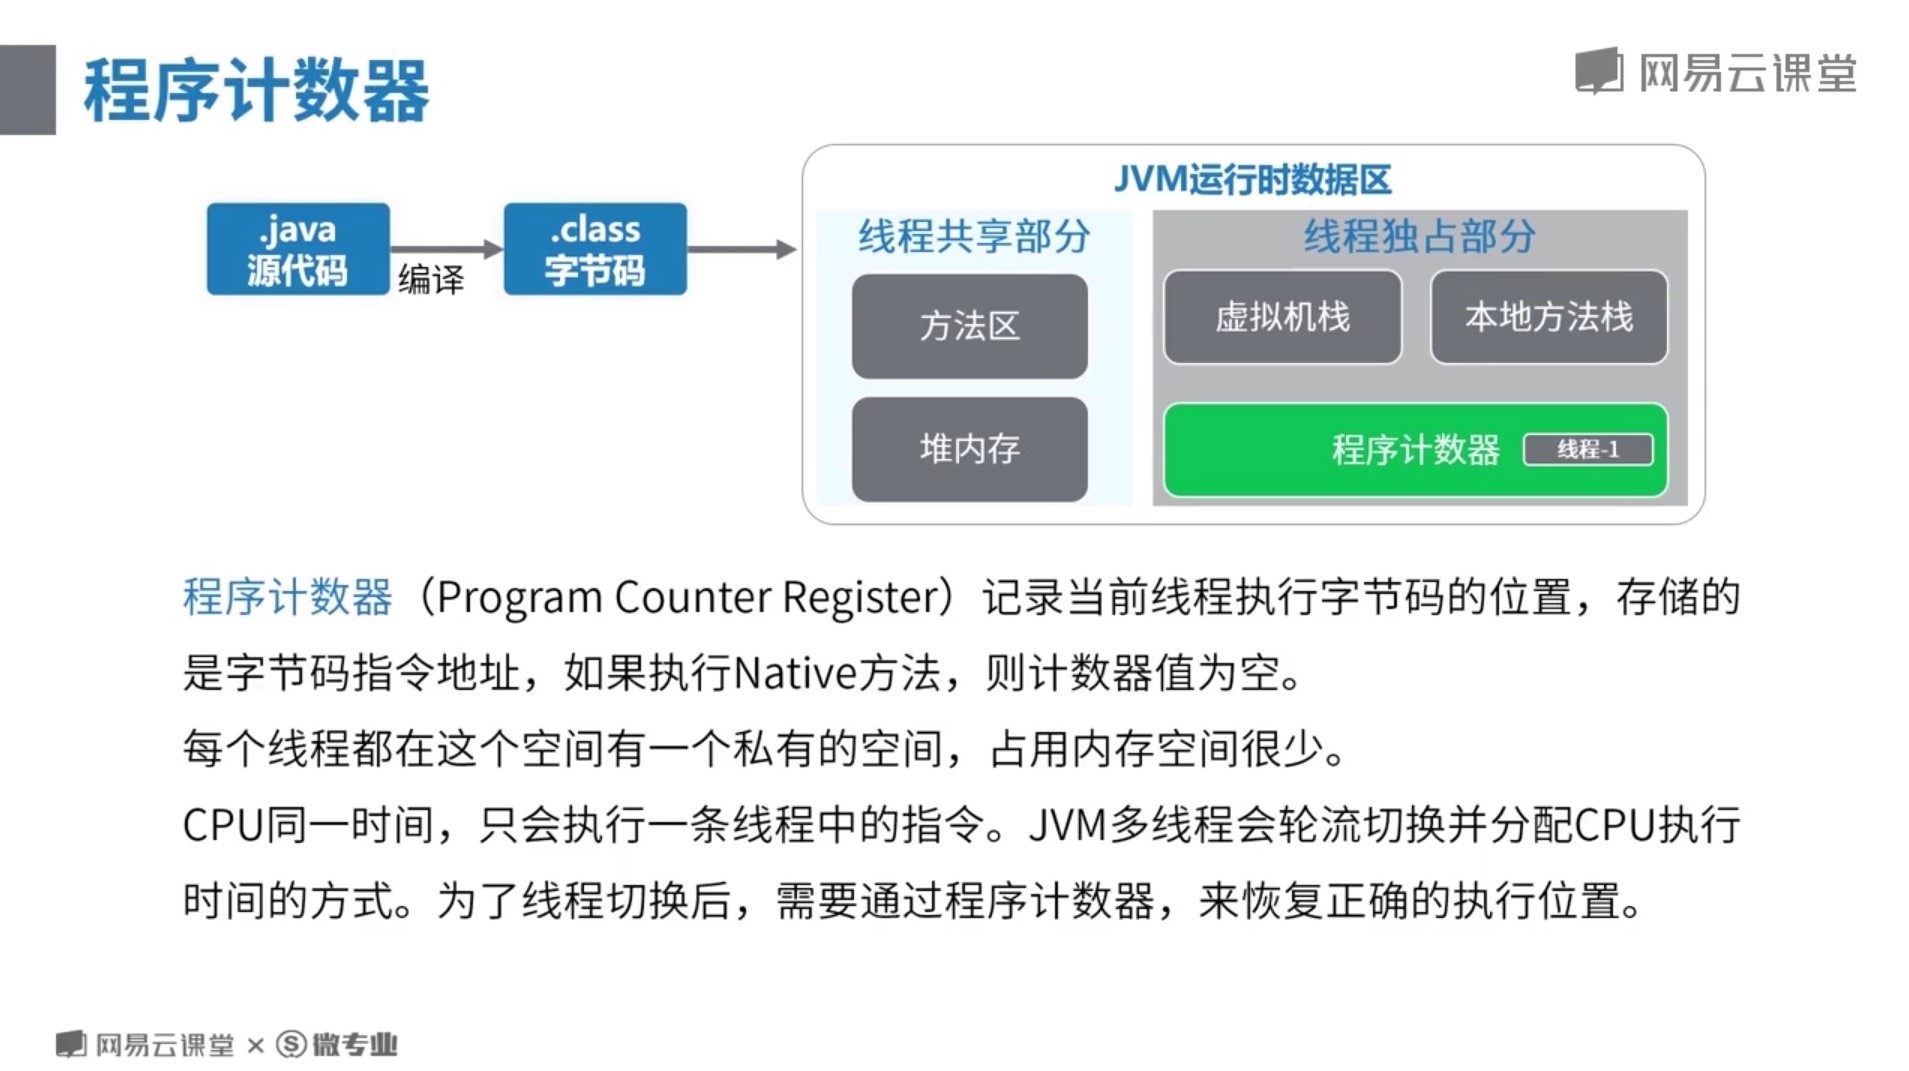 程序计数器
网易云课堂
JVM运行时数据区
.java
源代码
编译
.class
字节码
线程共享部分
方法区
堆内存
线程独占部分
虚拟机栈
本地方法栈
程序计数器
线程-1
程序计数器（Program Counter Register）记录当前线程执行字节码的位置，存储的
是字节码指令地址，如果执行Native方法，则计数器值为空。
每个线程都在这个空间有一个私有的空间，占用内存空间很少。
CPU同一时间，只会执行一条线程中的指令。JVM多线程会轮流切换并分配CPU执行
时间的方式。为了线程切换后，需要通过程序计数器，来恢复正确的执行位置。
网易云课堂 × Ⓢ微专业